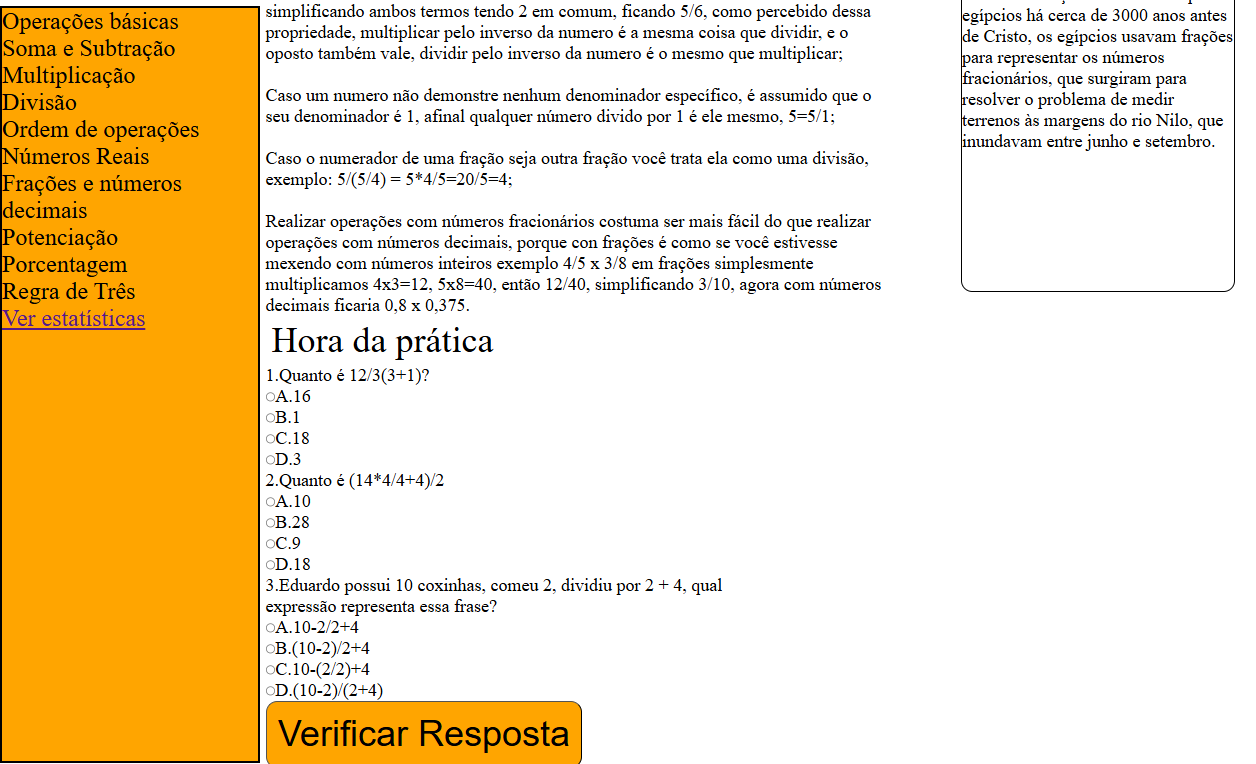 Operações básicas
Soma e Subtração
Multiplicação
Divisão
Ordem de operações
Números Reais
Frações e números
decimais
Potenciação
Porcentagem
Regra de Três
Ver estatísticas
simplificando ambos termos tendo 2 em comum, ficando 5/6, como percebido dessa
propriedade, multiplicar pelo inverso da numero é a mesma coisa que dividir, e o
oposto também vale, dividir pelo inverso da numero é o mesmo que multiplicar;
Caso um numero não demonstre nenhum denominador específico, é assumido que o
seu denominador é 1, afinal qualquer número divido por 1 é ele mesmo, 5=5/1;
Caso o numerador de uma fração seja outra fração você trata ela como uma divisão,
exemplo: 5/(5/4) = 5*4/5=20/5=4;
Realizar operações com números fracionários costuma ser mais fácil do que realizar
operações com números decimais, porque con frações é como se você estivesse
mexendo com números inteiros exemplo 4/5 x 3/8 em frações simplesmente
multiplicamos 4x3=12, 5x8=40, então 12/40, simplificando 3/10, agora com números
decimais ficaria 0,8 x 0,375.
Hora da prática
1.Quanto é 12/3(3+1)?
A.16
B.1
C.18
D.3
2.Quanto é (14*4/4+4)/2
A.10
B.28
C.9
D.18
3.Eduardo possui 10 coxinhas, comeu 2, dividiu por 2 + 4, qual
expressão representa essa frase?
A.10-2/2+4
B.(10-2)/2+4
C.10-(2/2)+4
D.(10-2)/(2+4)
Verificar Resposta
egípcios há cerca de 3000 anos antes
de Cristo, os egípcios usavam frações
para representar os números
fracionários, que surgiram para
resolver o problema de medir
terrenos às margens do rio Nilo, que
inundavam entre junho e setembro.